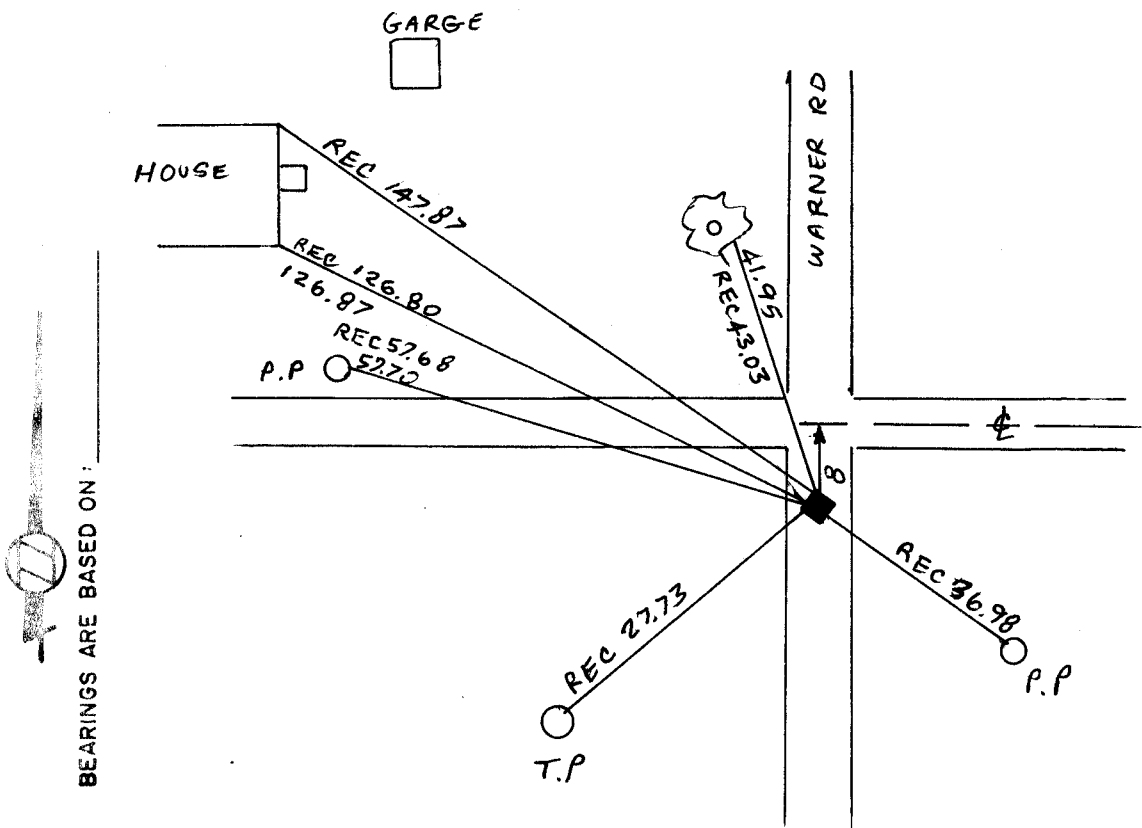 GARGE
HOUSE
REC 147.87
WARNER RD
REC 126.80
126.87
41.95
REC 43.03
REC 57.68
57.70
P.P
℄
8
BEARINGS ARE BASED ON:
REC 36.98
REC 27.73
P.P
T.P